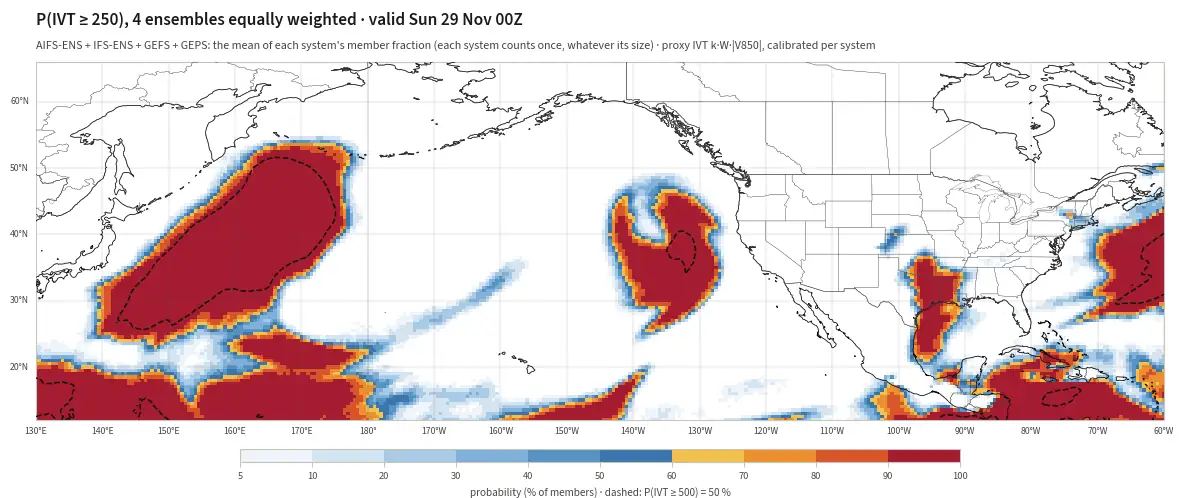 P(IVT ≥ 250), 4 ensembles equally weighted · valid Sun 29 Nov 00Z
AIFS-ENS + IFS-ENS + GEFS + GEPS: the mean of each system's member fraction (each system counts once, whatever its size) · proxy IVT k·W·|V850|, calibrated per system
60°N
50°N
40°N
30°N
20°N
130°E 140°E 150°E 160°E 170°E 180° 170°W 160°W 150°W 140°W 130°W 120°W 110°W 100°W 90°W 80°W 70°W 60°W
5 10 20 30 40 50 60 70 80 90 100
probability (% of members) · dashed: P(IVT ≥ 500) = 50 %